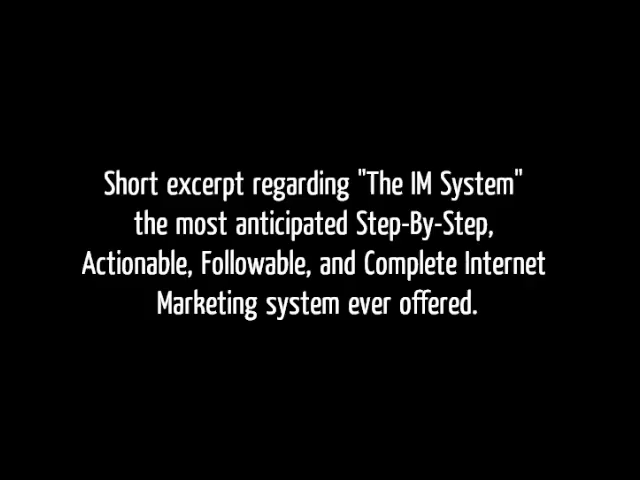 Short excerpt regarding "The IM System"
the most anticipated Step-By-Step,
Actionable, Followable, and Complete Internet
Marketing system ever offered.